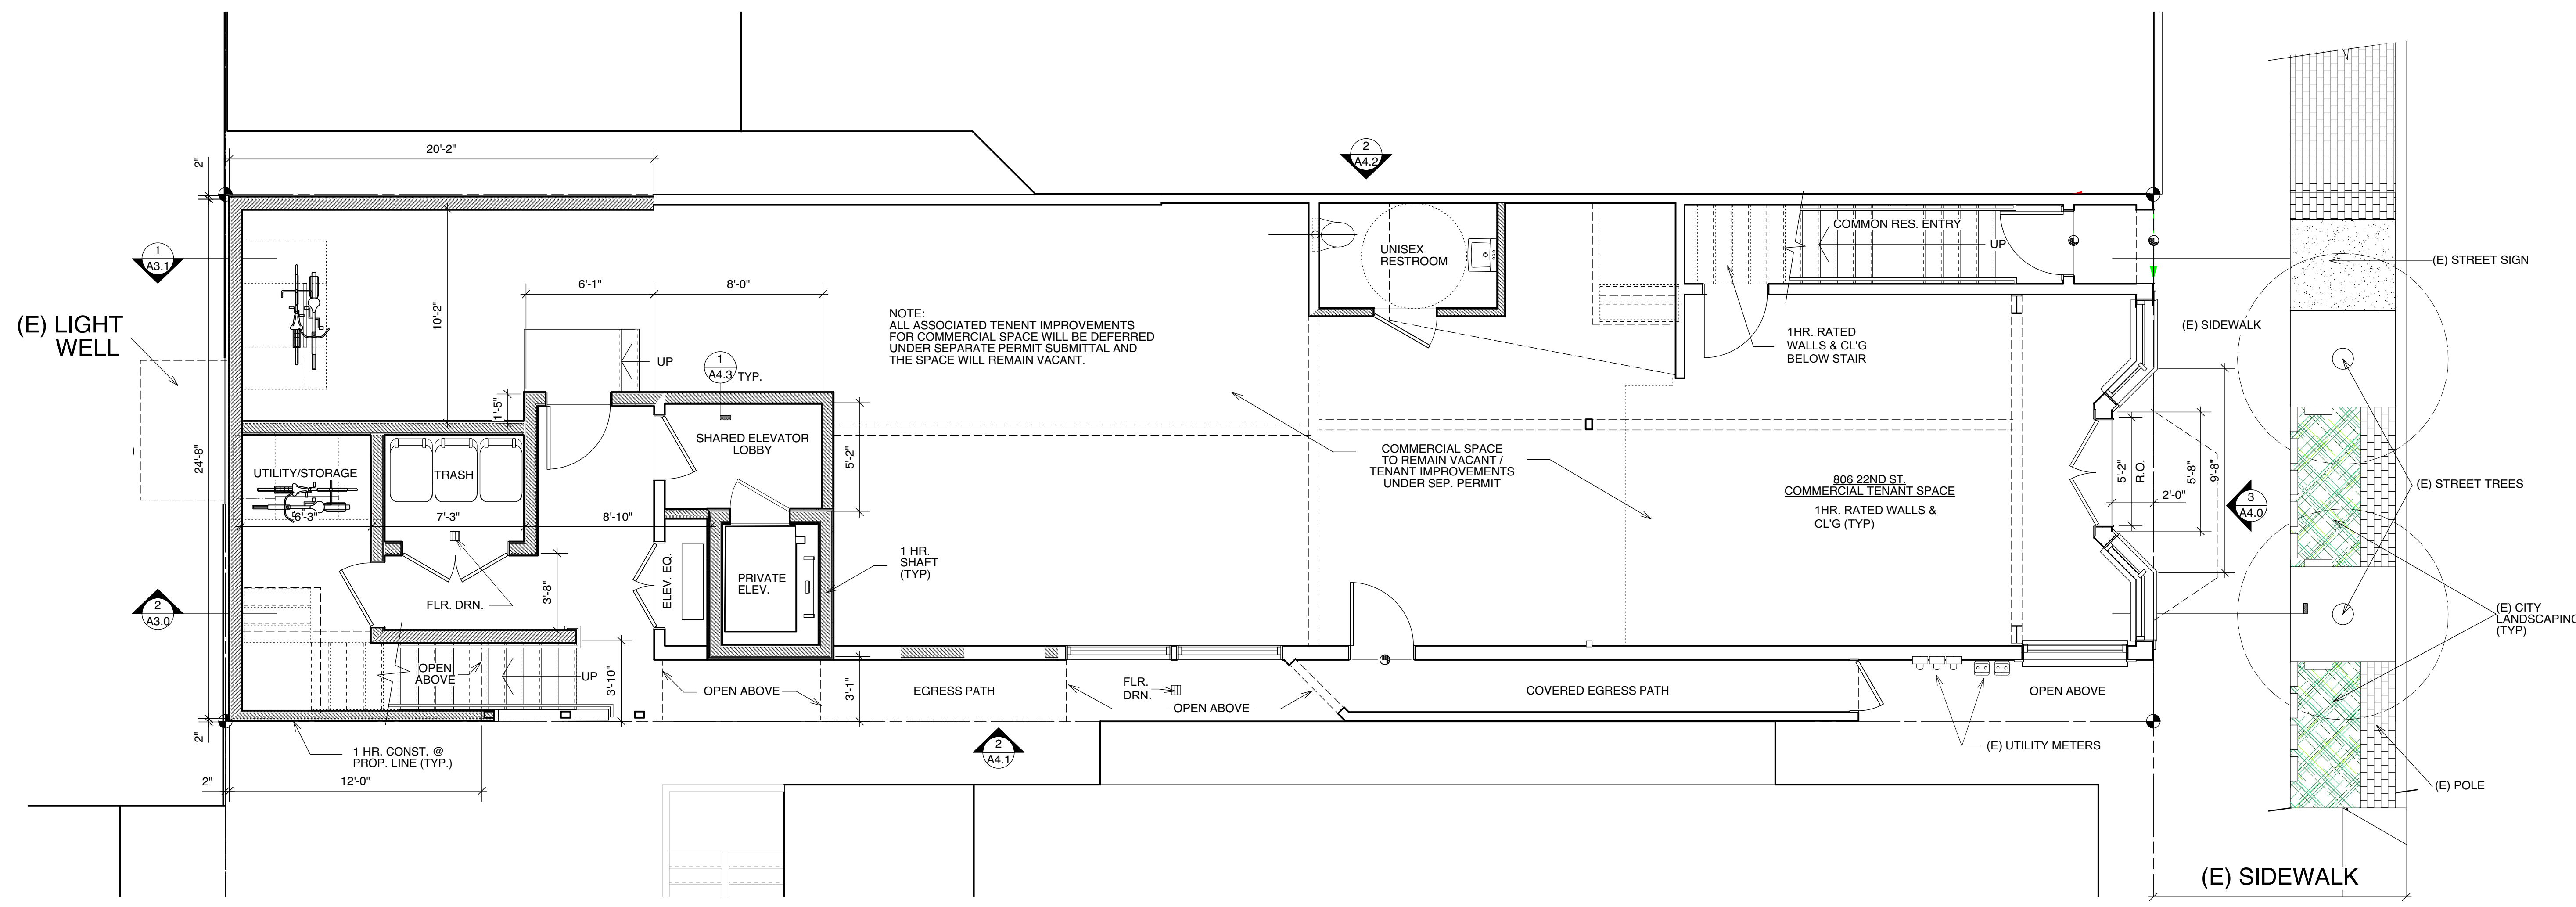 20'-2"
2"
2
A4.2
1
A3.1
(E) LIGHT
WELL
10'-2"
6'-1"
8'-0"
UP
1
A4.3
TYP.
1'-5"
NOTE:
ALL ASSOCIATED TENENT IMPROVEMENTS
FOR COMMERCIAL SPACE WILL BE DEFERRED
UNDER SEPARATE PERMIT SUBMITTAL AND
THE SPACE WILL REMAIN VACANT.
UNISEX
RESTROOM
COMMON RES. ENTRY
UP
(E) STREET SIGN
(E) SIDEWALK
1HR. RATED
WALLS & CL'G
BELOW STAIR
24'-8"
UTILITY/STORAGE
TRASH
SHARED ELEVATOR
LOBBY
5'-2"
COMMERCIAL SPACE
TO REMAIN VACANT /
TENANT IMPROVEMENTS
UNDER SEP. PERMIT
806 22ND ST.
COMMERCIAL TENANT SPACE
1HR. RATED WALLS &
CL'G (TYP)
5'-2"
R.O.
5'-8"
9'-8"
2'-0"
3
A4.0
(E) STREET TREES
6'-3"
7'-3"
8'-10"
1 HR.
SHAFT
(TYP)
ELEV. EQ.
PRIVATE
ELEV.
2
A3.0
FLR. DRN.
3'-8"
(E) CITY
LANDSCAPING
(TYP)
OPEN
ABOVE
UP
3'-10"
OPEN ABOVE
3'-1"
EGRESS PATH
FLR.
DRN.
OPEN ABOVE
COVERED EGRESS PATH
OPEN ABOVE
2"
1 HR. CONST. @
PROP. LINE (TYP.)
2
A4.1
(E) UTILITY METERS
2"
12'-0"
(E) POLE
(E) SIDEWALK